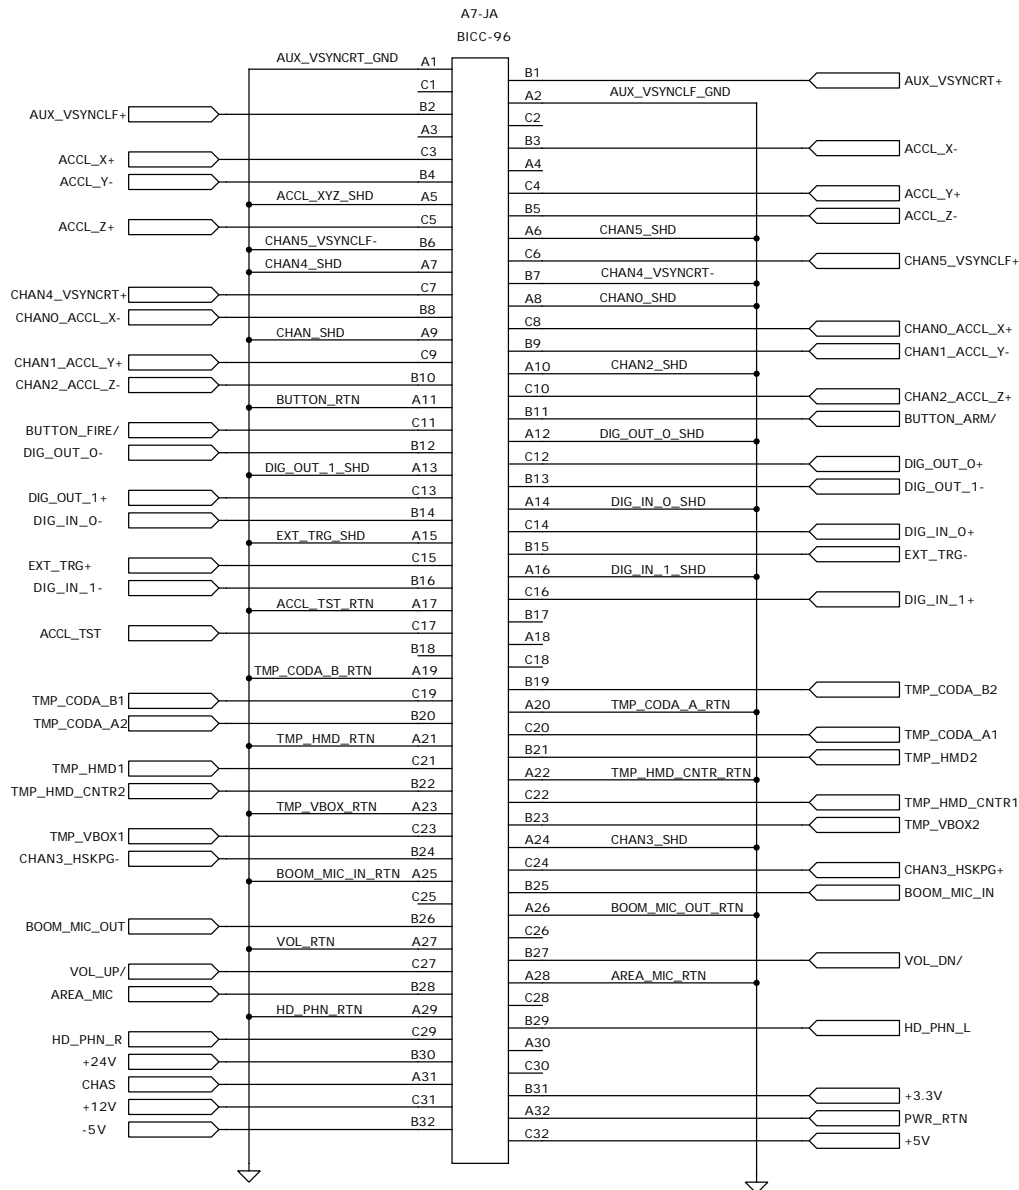 A7-JA
BICC-96
AUX_VSYNCRT_GND A1
B1 AUX_VSYNCRT+
C1
A2 AUX_VSYNCLF_GND
AUX_VSYNCLF+ B2
C2
A3
B3 ACCL_X-
ACCL_X+ C3
A4
ACCL_Y- B4
C4 ACCL_Y+
ACCL_XYZ_SHD A5
B5 ACCL_Z-
ACCL_Z+ C5
A6 CHAN5_SHD
CHAN5_VSYNCLF- B6
C6 CHAN5_VSYNCLF+
CHAN4_SHD A7
B7 CHAN4_VSYNCRT-
CHAN4_VSYNCRT+ C7
A8 CHAN0_SHD
CHAN0_ACCL_X- B8
C8 CHAN0_ACCL_X+
CHAN_SHD A9
B9 CHAN1_ACCL_Y-
CHAN1_ACCL_Y+ C9
A10 CHAN2_SHD
CHAN2_ACCL_Z- B10
C10 CHAN2_ACCL_Z+
BUTTON_RTN A11
B11 BUTTON_ARM/
BUTTON_FIRE/ C11
A12 DIG_OUT_0_SHD
DIG_OUT_0- B12
C12 DIG_OUT_0+
DIG_OUT_1_SHD A13
B13 DIG_OUT_1-
DIG_OUT_1+ C13
A14 DIG_IN_0_SHD
DIG_IN_0- B14
C14 DIG_IN_0+
EXT_TRG_SHD A15
B15 EXT_TRG-
EXT_TRG+ C15
A16 DIG_IN_1_SHD
DIG_IN_1- B16
C16 DIG_IN_1+
ACCL_TST_RTN A17
B17
ACCL_TST C17
A18
B18
C18
TMP_CODA_B_RTN A19
B19 TMP_CODA_B2
TMP_CODA_B1 C19
A20 TMP_CODA_A_RTN
TMP_CODA_A2 B20
C20 TMP_CODA_A1
TMP_HMD_RTN A21
B21 TMP_HMD2
TMP_HMD1 C21
A22 TMP_HMD_CNTR_RTN
TMP_HMD_CNTR2 B22
C22 TMP_HMD_CNTR1
TMP_VBOX_RTN A23
B23 TMP_VBOX2
TMP_VBOX1 C23
A24 CHAN3_SHD
CHAN3_HSKPG- B24
C24 CHAN3_HSKPG+
BOOM_MIC_IN_RTN A25
B25 BOOM_MIC_IN
C25
A26 BOOM_MIC_OUT_RTN
BOOM_MIC_OUT B26
C26
VOL_RTN A27
B27 VOL_DN/
VOL_UP/ C27
A28 AREA_MIC_RTN
AREA_MIC B28
C28
HD_PHN_RTN A29
B29 HD_PHN_L
HD_PHN_R C29
A30
+24V B30
C30
CHAS A31
B31 +3.3V
+12V C31
A32 PWR_RTN
-5V B32
C32 +5V